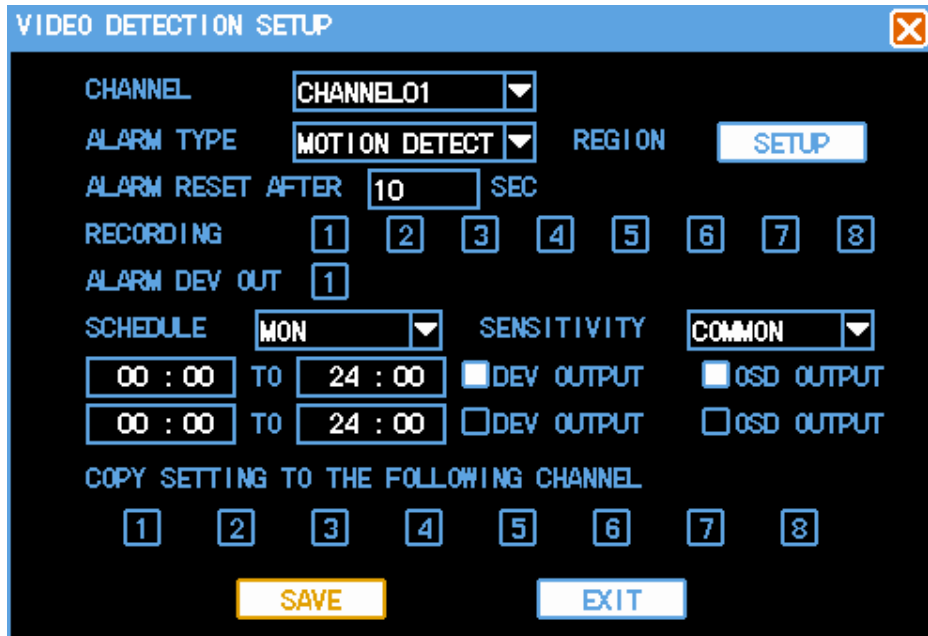 VIDEO DETECTION SETUP
CHANNEL CHANNEL01
ALARM TYPE MOTION DETECT REGION SETUP
ALARM RESET AFTER 10 SEC
RECORDING 1 2 3 4 5 6 7 8
ALARM DEV OUT 1
SCHEDULE MON SENSITIVITY COMMON
00 : 00 TO 24 : 00 DEV OUTPUT OSD OUTPUT
00 : 00 TO 24 : 00 DEV OUTPUT OSD OUTPUT
COPY SETTING TO THE FOLLOWING CHANNEL
1 2 3 4 5 6 7 8
SAVE EXIT